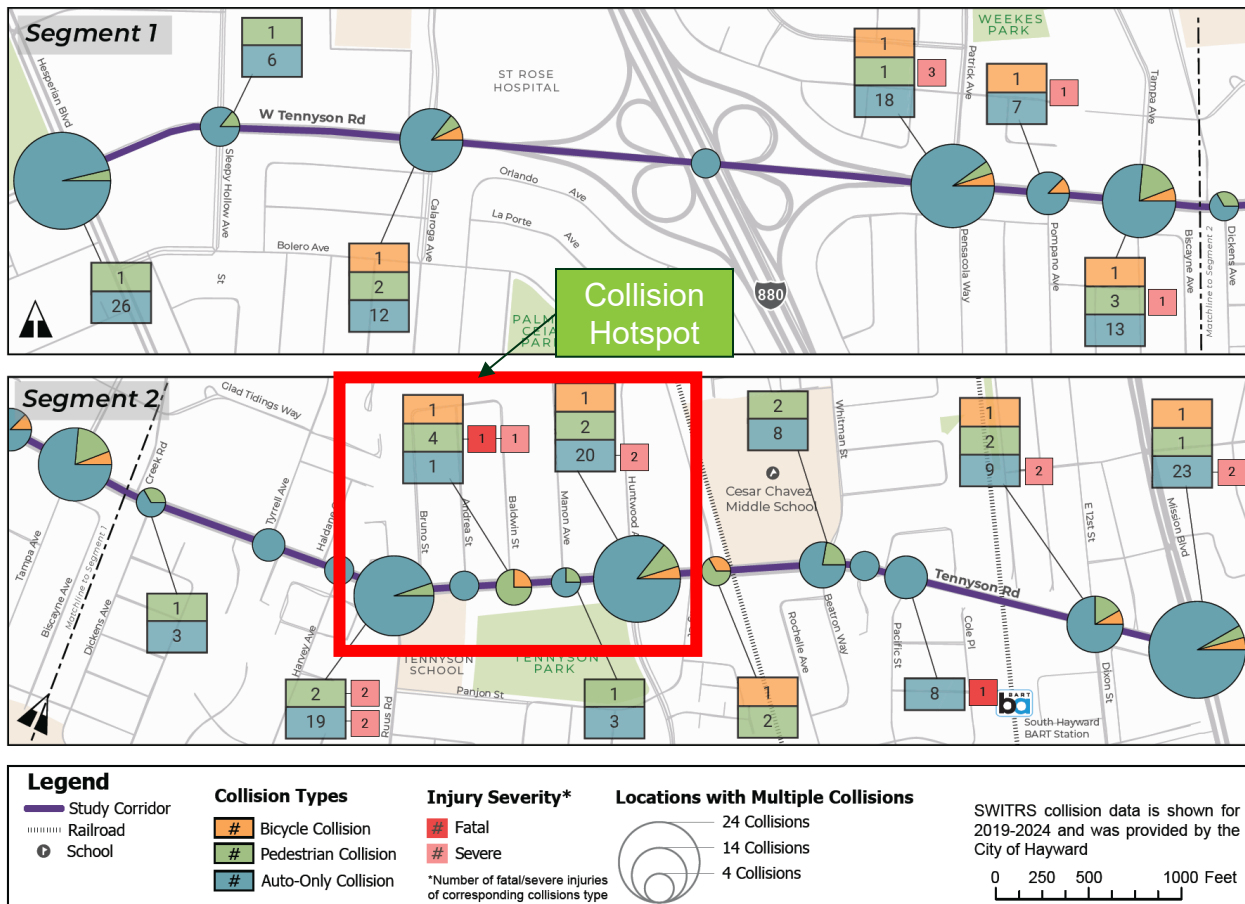 Segment 1
Hesperian Blvd
1
6
W Tennyson Rd
Sleepy Hollow Ave
St
Bolero Ave
1
26
Calaroga Ave
1
2
12
ST ROSE
HOSPITAL
Orlando
Ave
La Porte
Ave
880
WEEKES
PARK
Patrick Ave
1
1
3
18
1
1
7
Tampa Ave
Pensacola Way
Pompano Ave
Biscayne Ave
Matchline to Segment 2
Dickens Ave
1
3
1
13
Collision
Hotspot
Segment 2
Glad Tidings Way
Creek Rd
Tampa Ave
Biscayne Ave
Matchline to Segment 1
Dickens Ave
1
3
Tyrrell Ave
Harvey Ave
Bruno St
Andrea St
Baldwin St
Manon Ave
1
4
1
1
1
1
2
20
2
2
2
19
2
Ruus Rd
TENNYSON
SCHOOL
TENNYSON
PARK
Panjon St
1
3
2
8
Whitman St
Cesar Chavez
Middle School
1
2
Rochelle Ave
Beatron Way
Pacific St
Cole Pl
Tennyson Rd
8
1
BART
ba
South Hayward
BART Station
1
2
9
2
E 12st St
Dixon St
Mission Blvd
1
1
23
2
Legend
Study Corridor
Railroad
School
Collision Types
# Bicycle Collision
# Pedestrian Collision
# Auto-Only Collision
Injury Severity*
# Fatal
# Severe
*Number of fatal/severe injuries
of corresponding collisions type
Locations with Multiple Collisions
24 Collisions
14 Collisions
4 Collisions
SWITRS collision data is shown for
2019-2024 and was provided by the
City of Hayward
0 250 500 1000 Feet